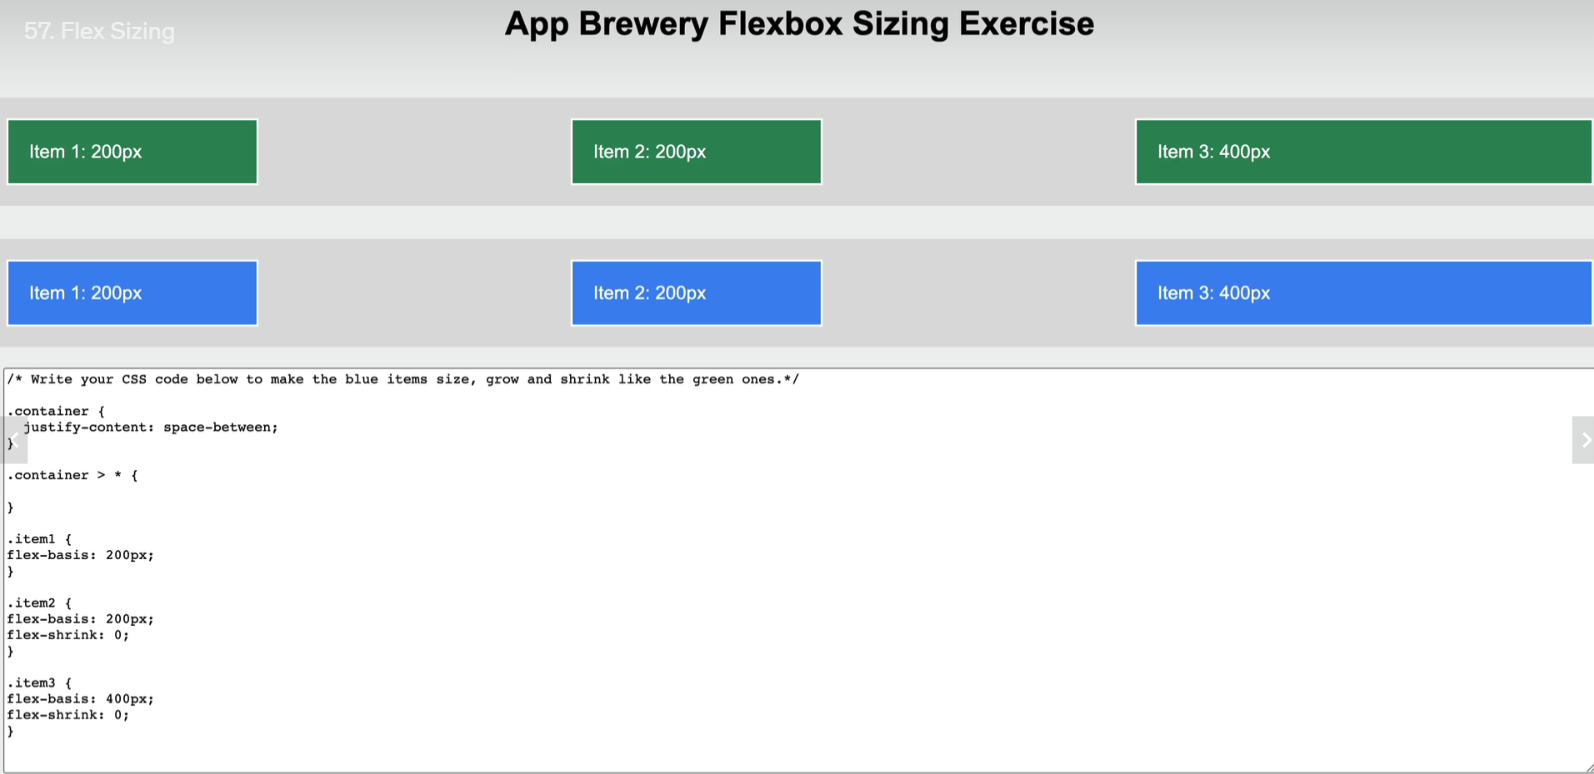 57. Flex Sizing
App Brewery Flexbox Sizing Exercise
Item 1: 200px
Item 2: 200px
Item 3: 400px
Item 1: 200px
Item 2: 200px
Item 3: 400px
/* Write your CSS code below to make the blue items size, grow and shrink like the green ones.*/
.container {
justify-content: space-between;
}
.container > * {
}
.item1 {
flex-basis: 200px;
}
.item2 {
flex-basis: 200px;
flex-shrink: 0;
}
.item3 {
flex-basis: 400px;
flex-shrink: 0;
}